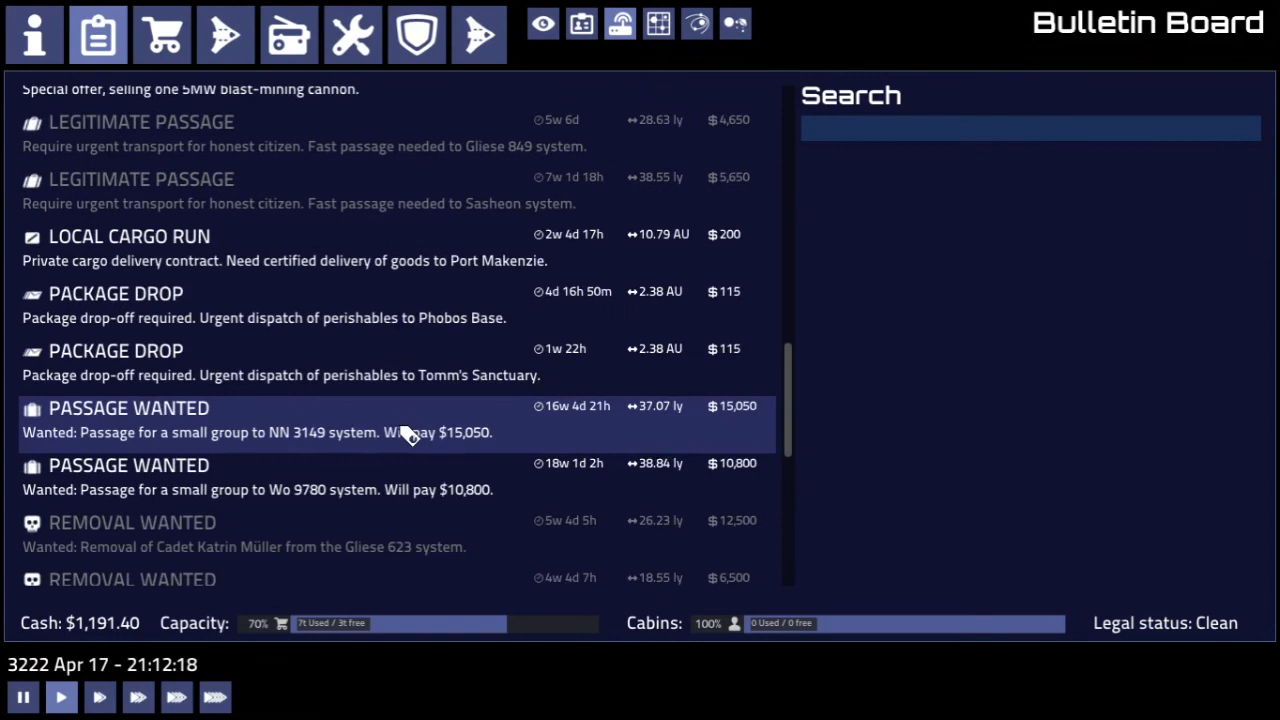 Bulletin Board
Special offer, selling one 5MW blast-mining cannon.
LEGITIMATE PASSAGE 5w 6d 28.63 ly $4,650
Require urgent transport for honest citizen. Fast passage needed to Gliese 849 system.
LEGITIMATE PASSAGE 7w 1d 18h 38.55 ly $5,650
Require urgent transport for honest citizen. Fast passage needed to Sasheon system.
LOCAL CARGO RUN 2w 4d 17h 10.79 AU $200
Private cargo delivery contract. Need certified delivery of goods to Port Makenzie.
PACKAGE DROP 4d 16h 50m 2.38 AU $115
Package drop-off required. Urgent dispatch of perishables to Phobos Base.
PACKAGE DROP 1w 22h 2.38 AU $115
Package drop-off required. Urgent dispatch of perishables to Tomm's Sanctuary.
PASSAGE WANTED 16w 4d 21h 37.07 ly $15,050
Wanted: Passage for a small group to NN 3149 system. Will pay $15,050.
PASSAGE WANTED 18w 1d 2h 38.84 ly $10,800
Wanted: Passage for a small group to Wo 9780 system. Will pay $10,800.
REMOVAL WANTED 5w 4d 5h 26.23 ly $12,500
Wanted: Removal of Cadet Katrin Müller from the Gliese 623 system.
REMOVAL WANTED 4w 4d 7h 18.55 ly $6,500
Search
Cash: $1,191.40 Capacity: 70% 7t Used / 3t free Cabins: 100% 0 Used / 0 free Legal status: Clean
3222 Apr 17 - 21:12:18